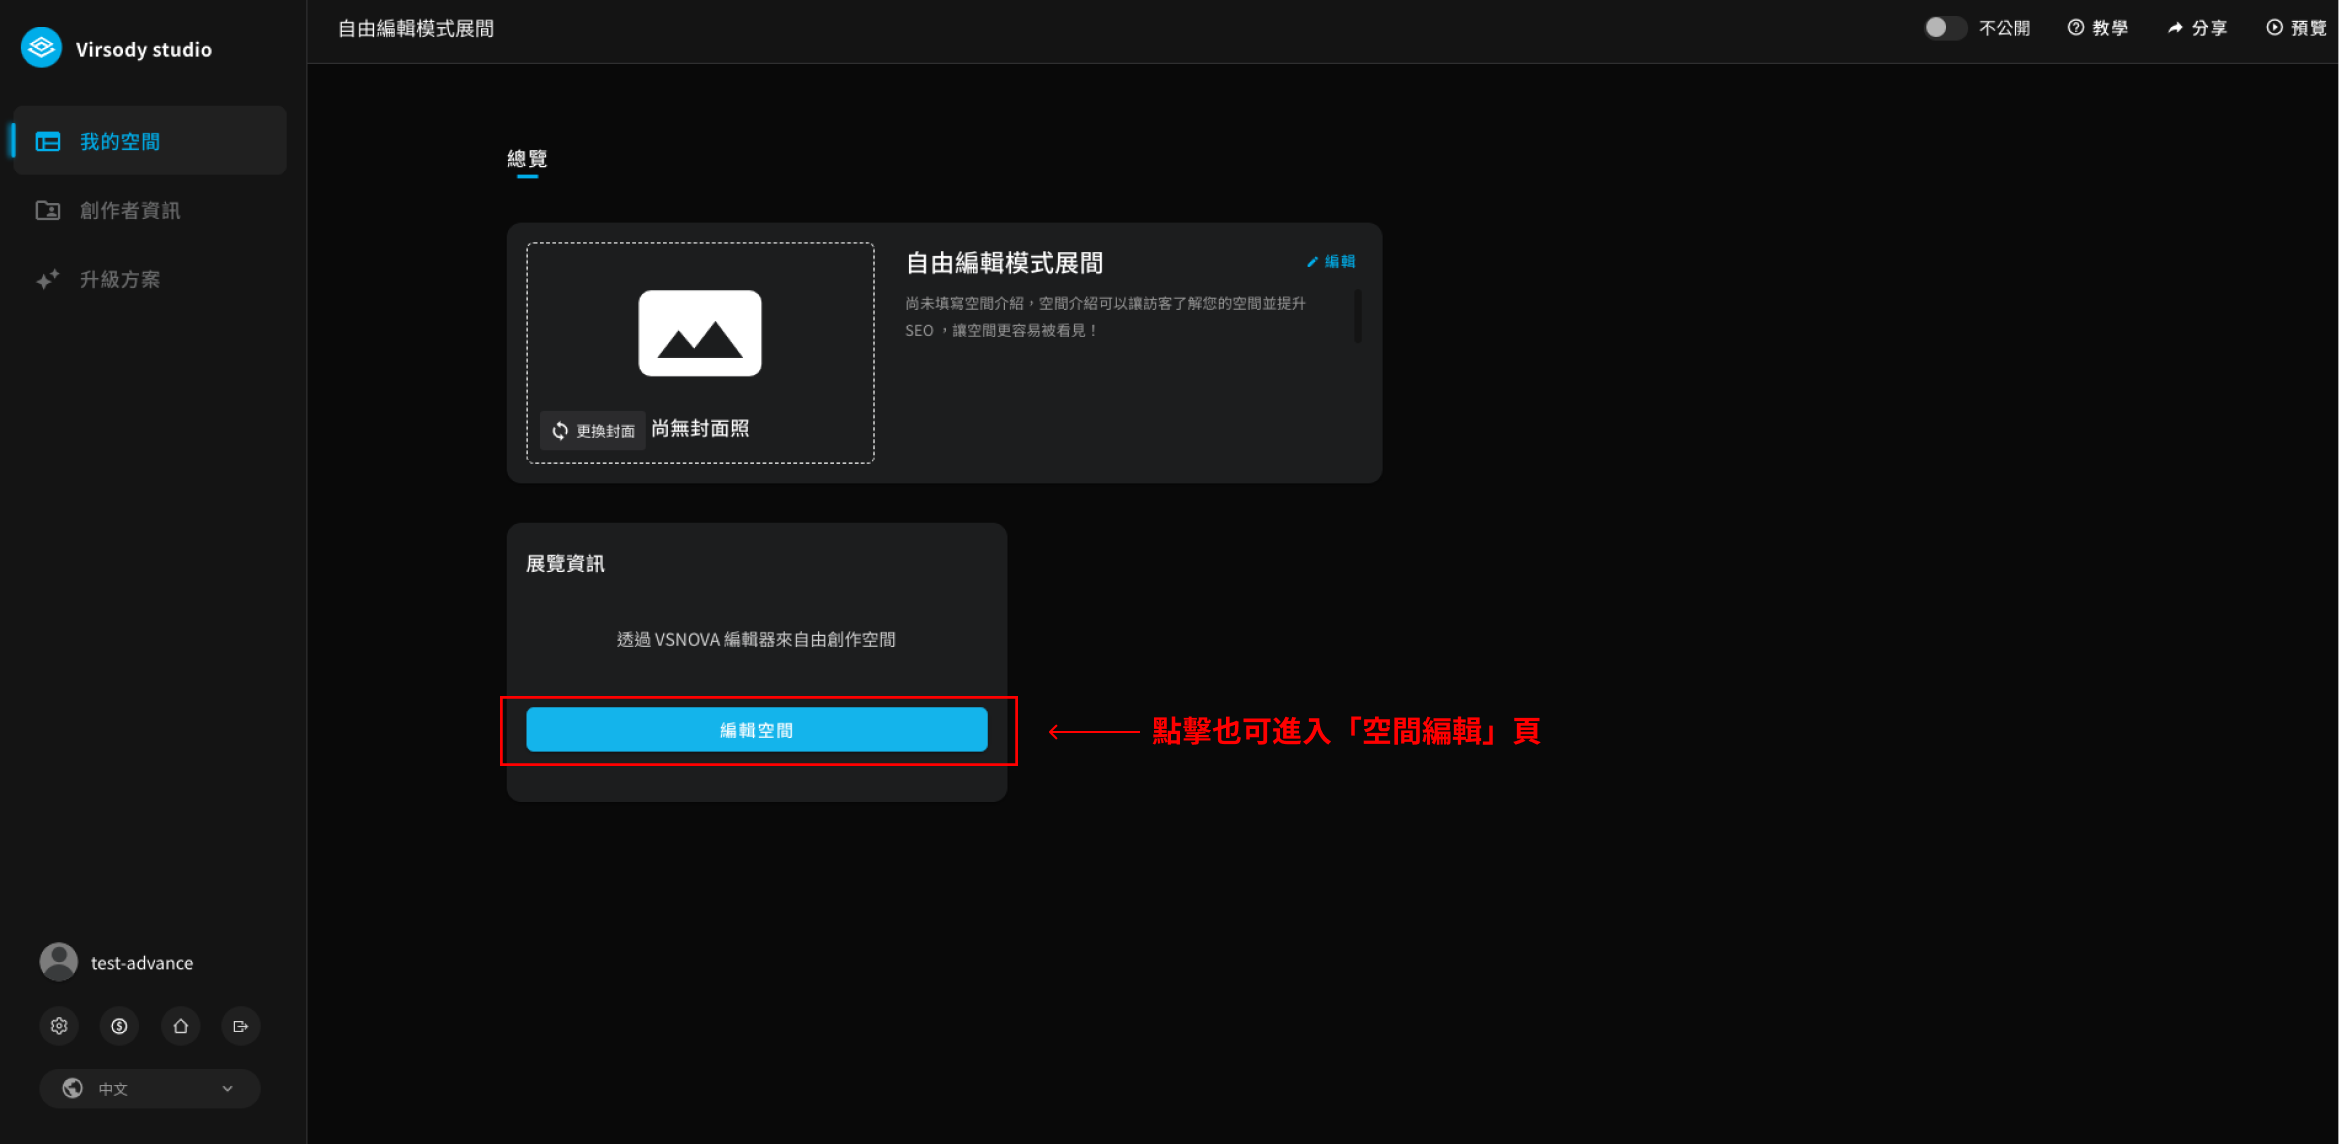 Virsody studio
我的空間
創作者資訊
升級方案
test-advance
中文
自由編輯模式展間
不公開
教學
分享
預覽
總覽
更換封面
尚無封面照
自由編輯模式展間
編輯
尚未填寫空間介紹，空間介紹可以讓訪客了解您的空間並提升
SEO ，讓空間更容易被看見！
展覽資訊
透過 VSNOVA 編輯器來自由創作空間
編輯空間
點擊也可進入「空間編輯」頁